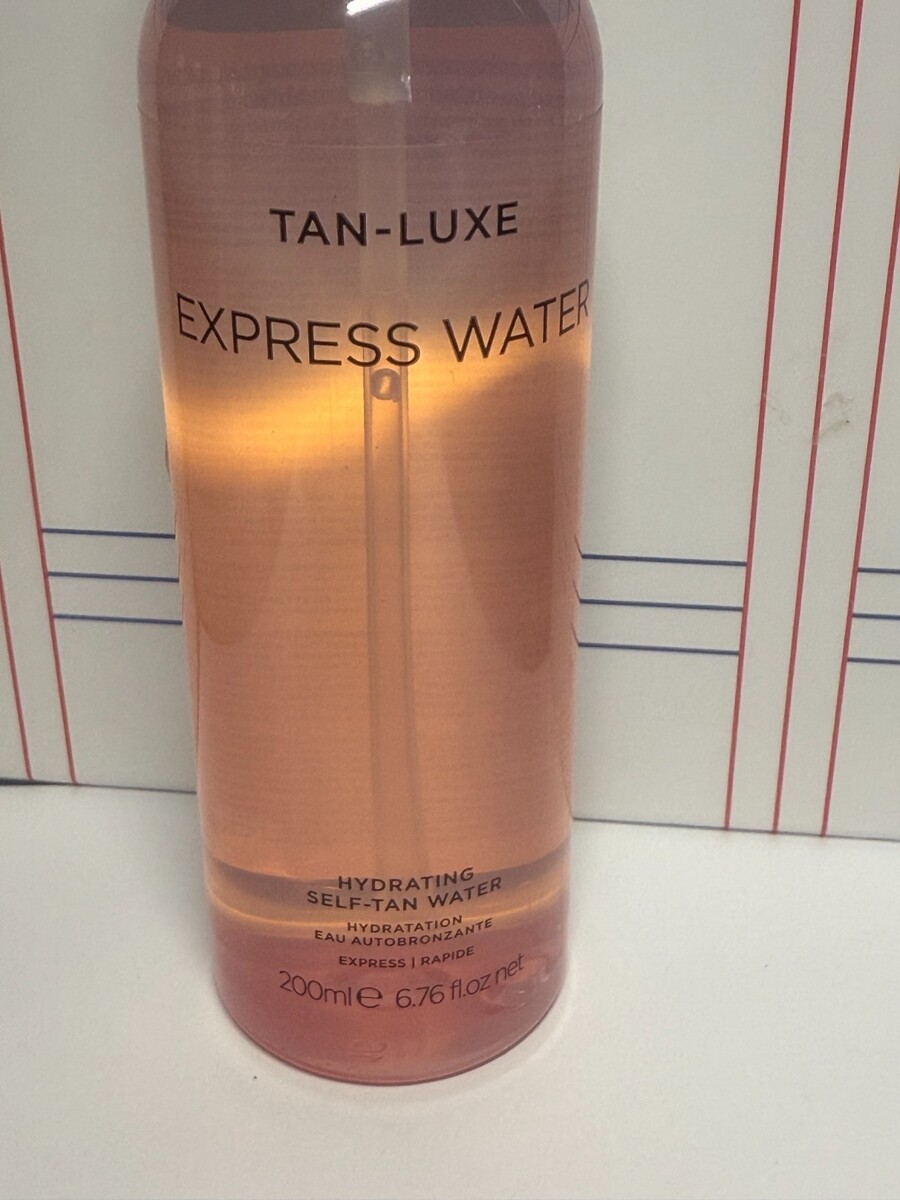 TAN-LUXE
EXPRESS WATER
HYDRATING
SELF-TAN WATER
HYDRATATION
EAU AUTOBRONZANTE
EXPRESS | RAPIDE
200ml e 6.76 fl.oz net